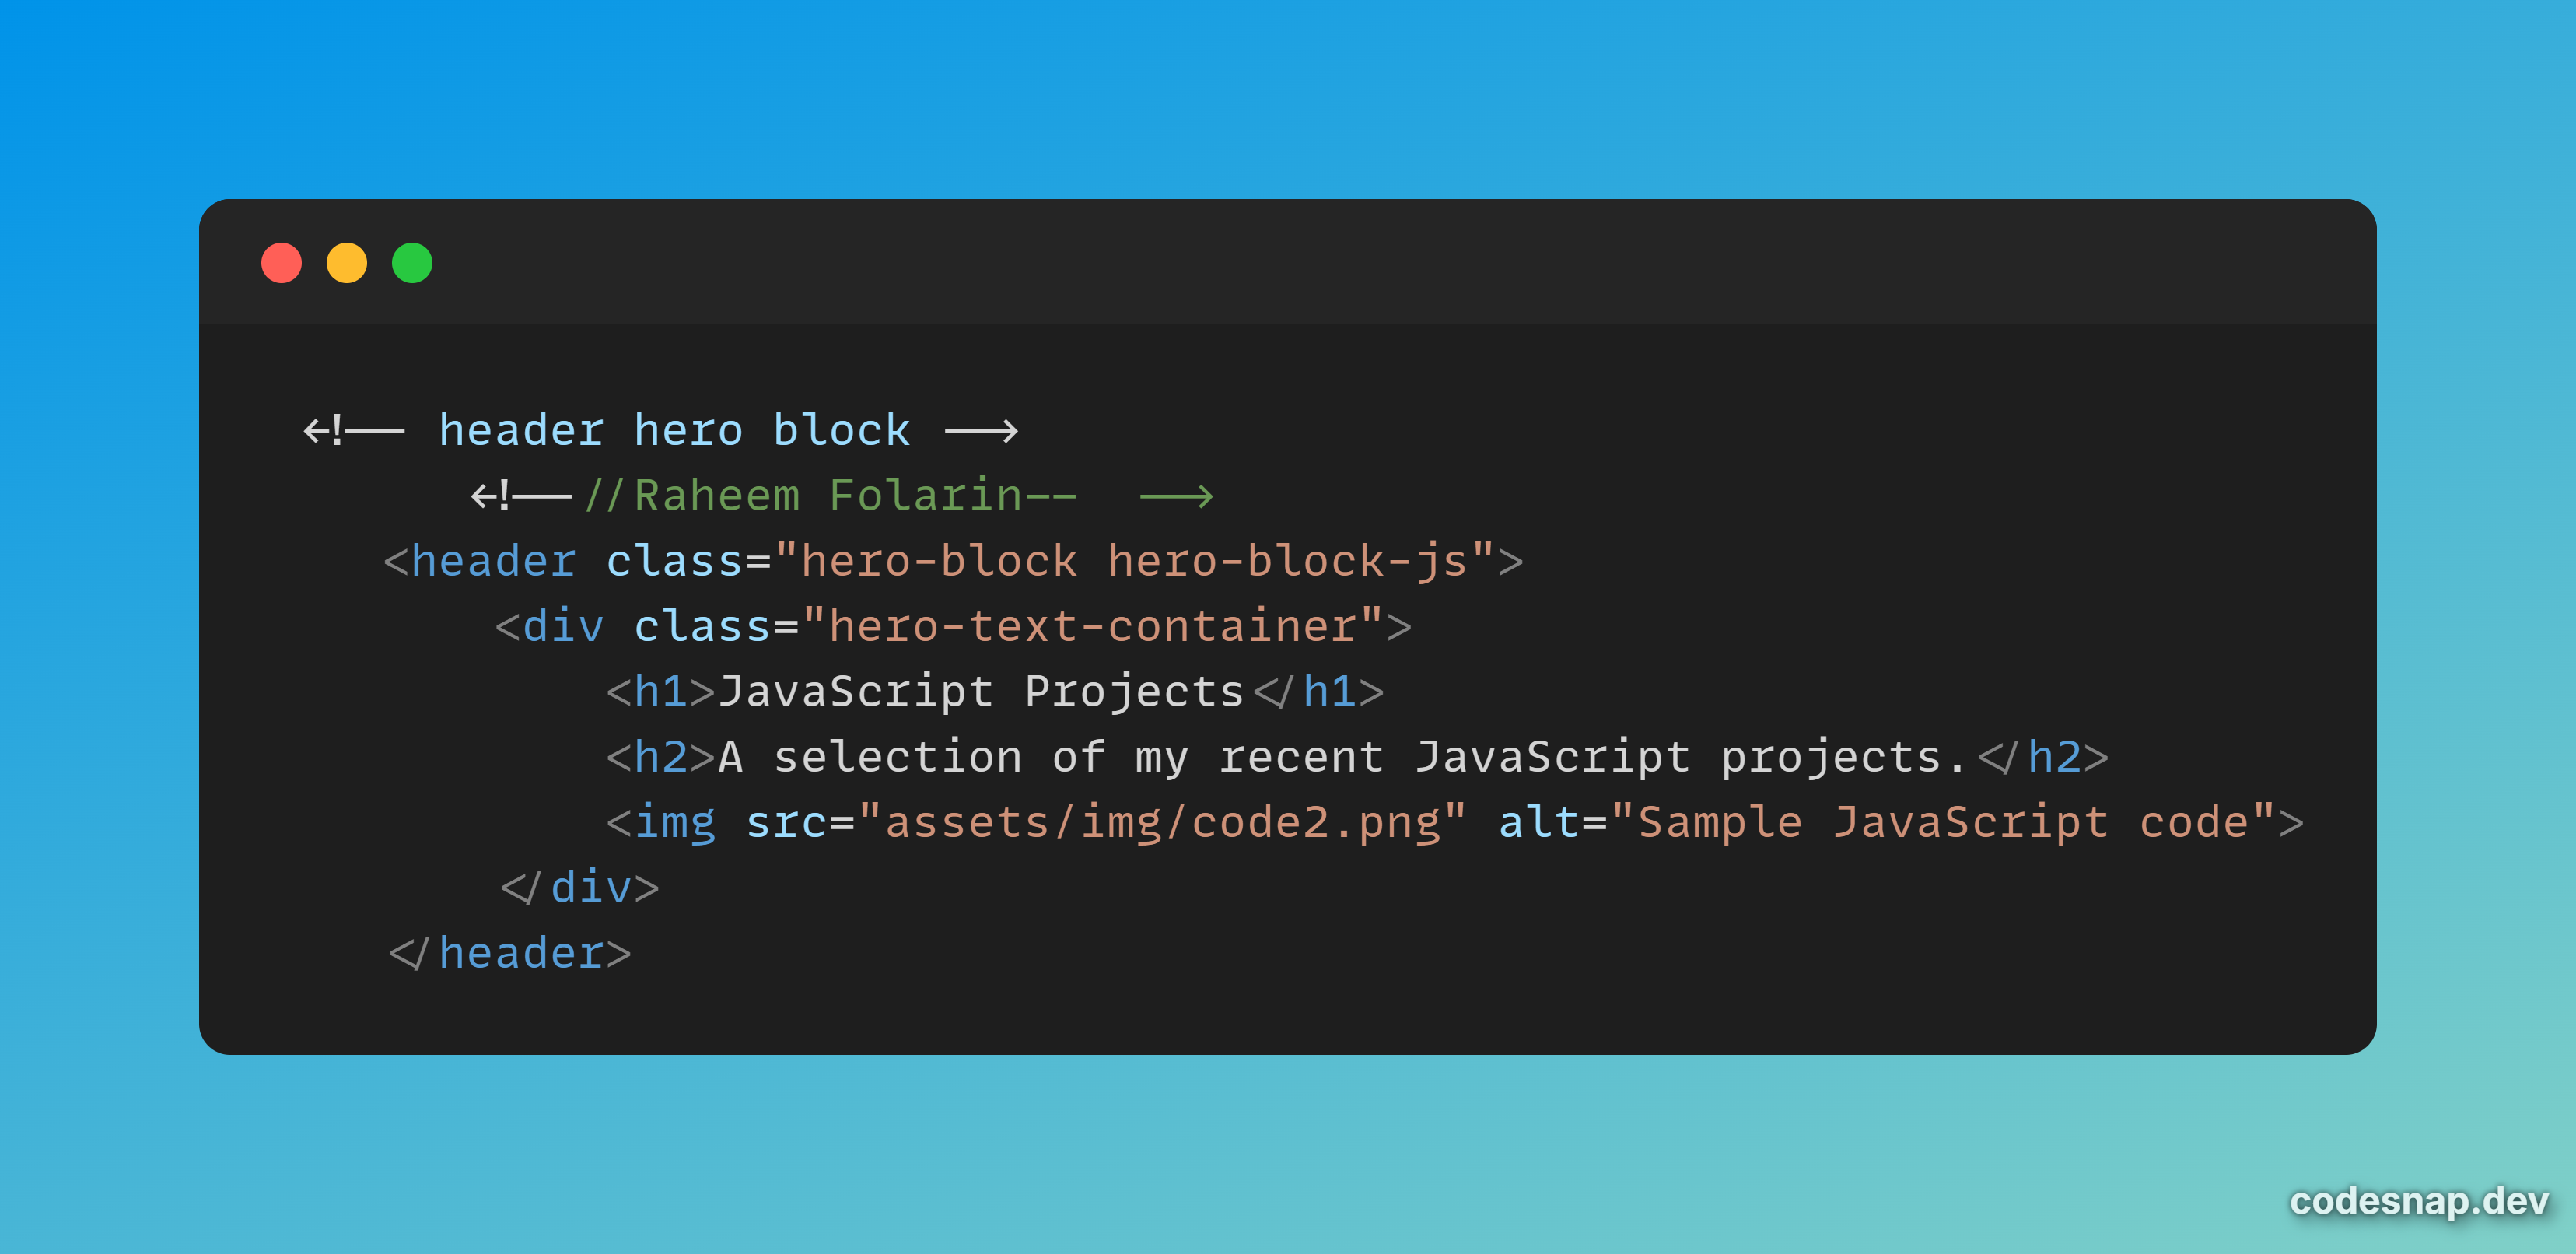 <!-- header hero block -->
<!--//Raheem Folarin--  -->
<header class="hero-block hero-block-js">
<div class="hero-text-container">
<h1>JavaScript Projects</h1>
<h2>A selection of my recent JavaScript projects.</h2>
<img src="assets/img/code2.png" alt="Sample JavaScript code">
</div>
</header>
codesnap.dev